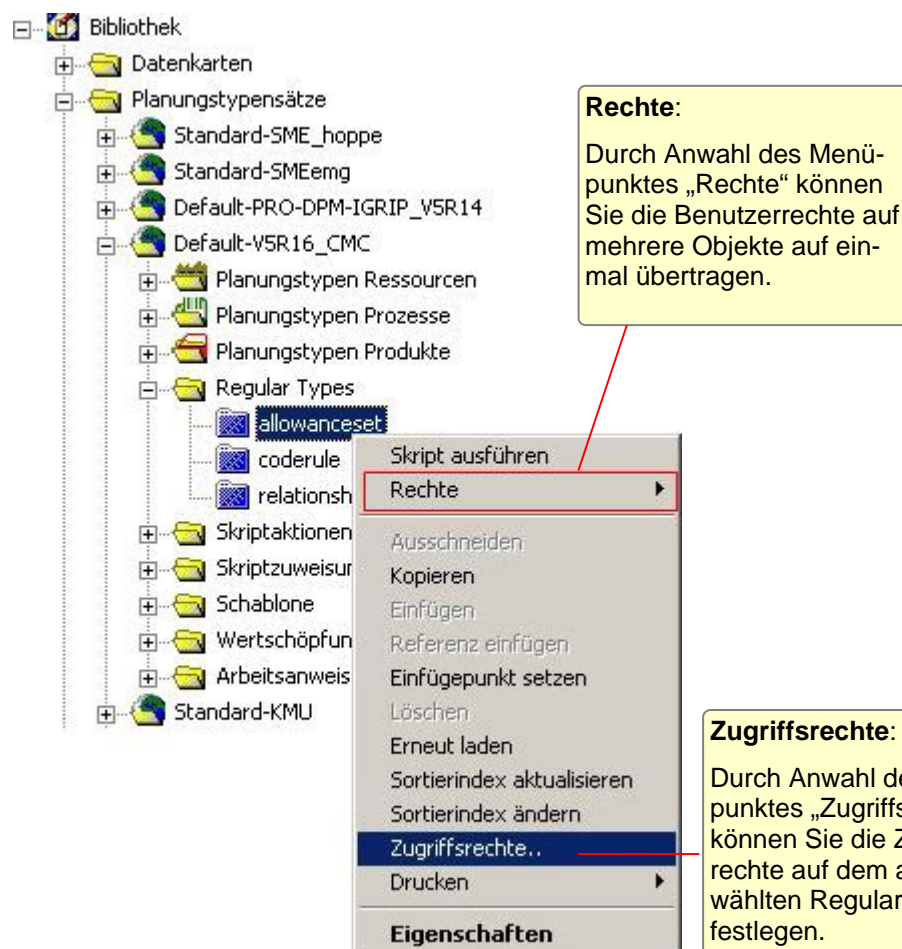 Bibliothek
Datenkarten
Planungstypensätze
Standard-SME_hoppe
Standard-SMEemg
Default-PRO-DPM-IGRIP_V5R14
Default-V5R16_CMC
Planungstypen Ressourcen
Planungstypen Prozesse
Planungstypen Produkte
Regular Types
allowanceset
coderule
relationsh
Skriptaktionen
Skriptzuweisur
Schablone
Wertschöpfun
Arbeitsanweis
Standard-KMU
Rechte:
Durch Anwahl des Menü-
punktes „Rechte“ können
Sie die Benutzerrechte auf
mehrere Objekte auf ein-
mal übertragen.
Skript ausführen
Rechte
Ausschneiden
Kopieren
Einfügen
Referenz einfügen
Einfügepunkt setzen
Löschen
Erneut laden
Sortierindex aktualisieren
Sortierindex ändern
Zugriffsrechte..
Drucken
Eigenschaften
Zugriffsrechte:
Durch Anwahl de
punktes „Zugriffs
können Sie die Z
rechte auf dem a
wählten Regular
festlegen.